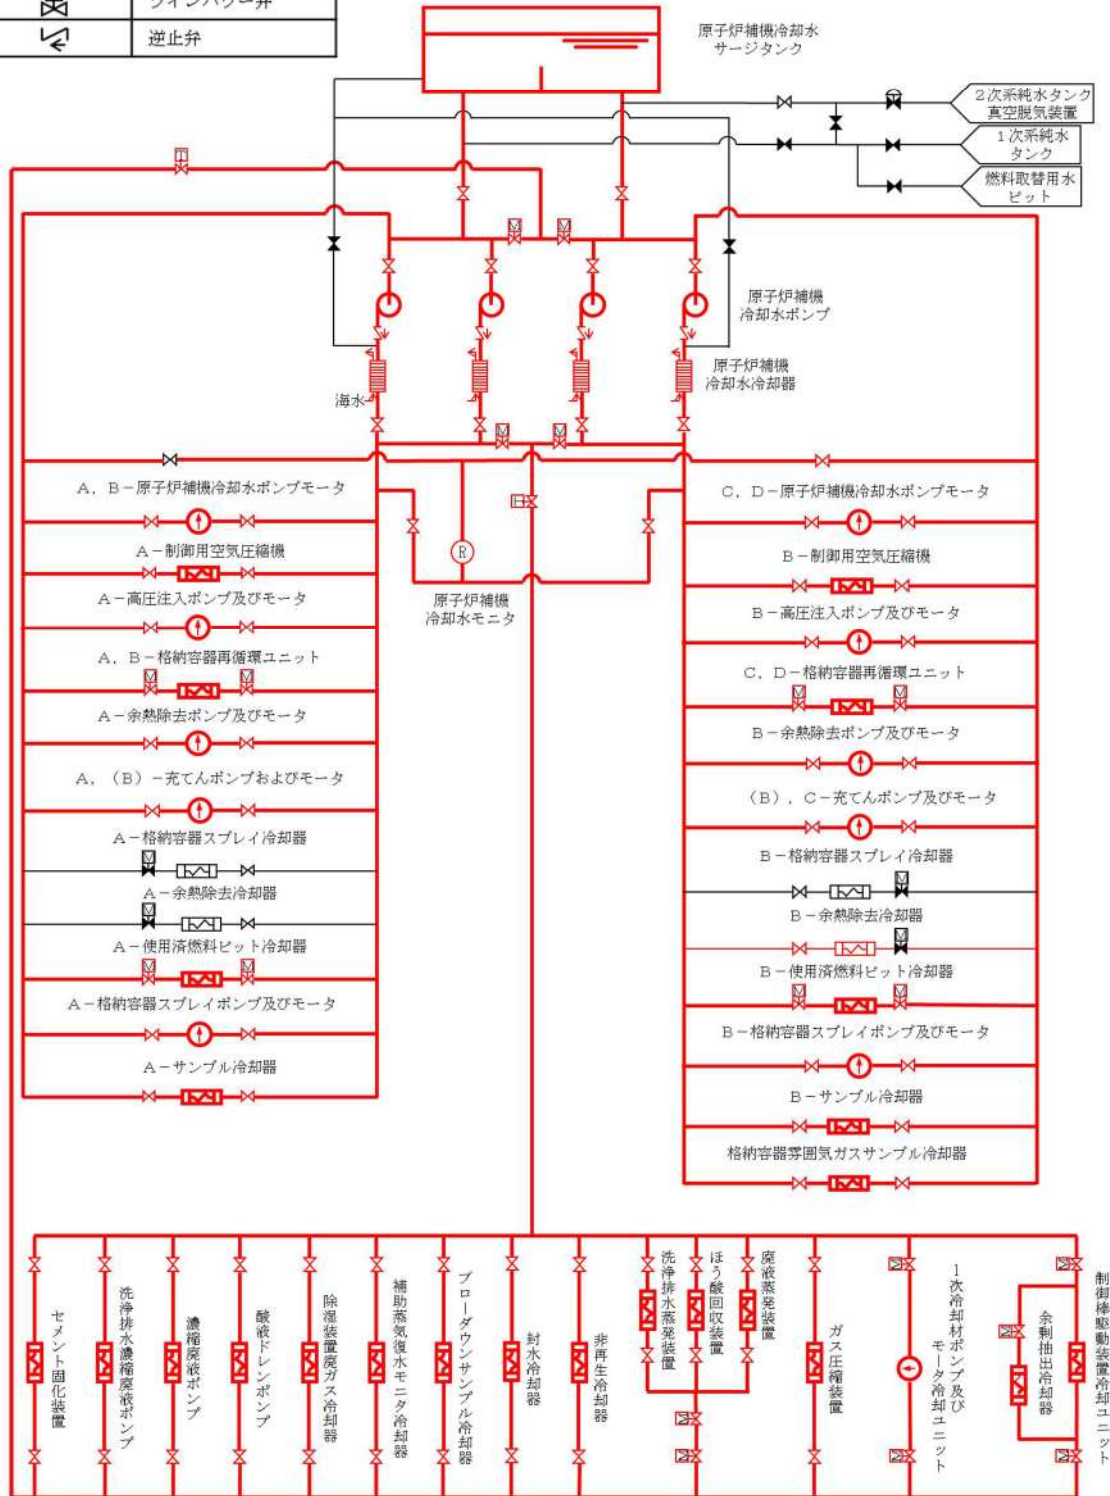 ツインパワー弁
逆止弁
原子炉補機冷却水
サージタンク
2次系純水タンク
真空脱気装置
1次系純水
タンク
燃料取替用水
ピット
原子炉補機
冷却水ポンプ
原子炉補機
冷却水冷却器
海水
A，B－原子炉補機冷却水ポンプモータ
A－制御用空気圧縮機
A－高圧注入ポンプ及びモータ
A，B－格納容器再循環ユニット
A－余熱除去ポンプ及びモータ
A，（B）－充てんポンプおよびモータ
A－格納容器スプレイ冷却器
A－余熱除去冷却器
A－使用済燃料ピット冷却器
A－格納容器スプレイポンプ及びモータ
A－サンプル冷却器
R
原子炉補機
冷却水モニタ
C，D－原子炉補機冷却水ポンプモータ
B－制御用空気圧縮機
B－高圧注入ポンプ及びモータ
C，D－格納容器再循環ユニット
B－余熱除去ポンプ及びモータ
（B），C－充てんポンプ及びモータ
B－格納容器スプレイ冷却器
B－余熱除去冷却器
B－使用済燃料ピット冷却器
B－格納容器スプレイポンプ及びモータ
B－サンプル冷却器
格納容器雰囲気ガスサンプル冷却器
セメント固化装置
洗浄排水濃縮廃液ポンプ
濃縮廃液ポンプ
酸液ドレンポンプ
除湿装置廃ガス冷却器
補助蒸気復水モニタ冷却器
ブローダウンサンプル冷却器
封水冷却器
非再生冷却器
洗浄排水蒸発装置
ほう酸回収装置
廃液蒸発装置
ガス圧縮装置
1次冷却材ポンプ及び
モータ冷却ユニット
余剰抽出冷却器
制御棒駆動装置冷却ユニット